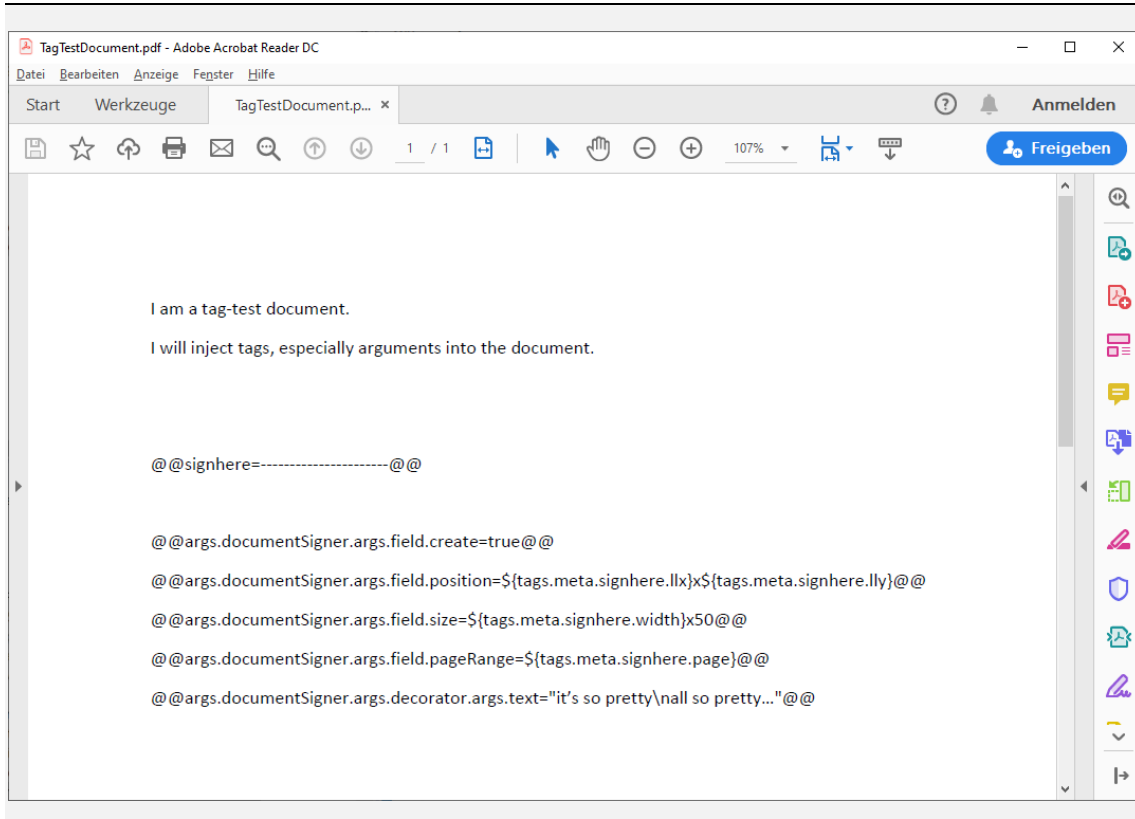 TagTestDocument.pdf - Adobe Acrobat Reader DC
Datei Bearbeiten Anzeige Fenster Hilfe
Start Werkzeuge TagTestDocument.p... × Anmelden
1 / 1 107% Freigeben
I am a tag-test document.
I will inject tags, especially arguments into the document.
@@signhere=----------------------@@
@@args.documentSigner.args.field.create=true@@
@@args.documentSigner.args.field.position=${tags.meta.signhere.llx}x${tags.meta.signhere.lly}@@
@@args.documentSigner.args.field.size=${tags.meta.signhere.width}x50@@
@@args.documentSigner.args.field.pageRange=${tags.meta.signhere.page}@@
@@args.documentSigner.args.decorator.args.text="it’s so pretty\nall so pretty..."@@